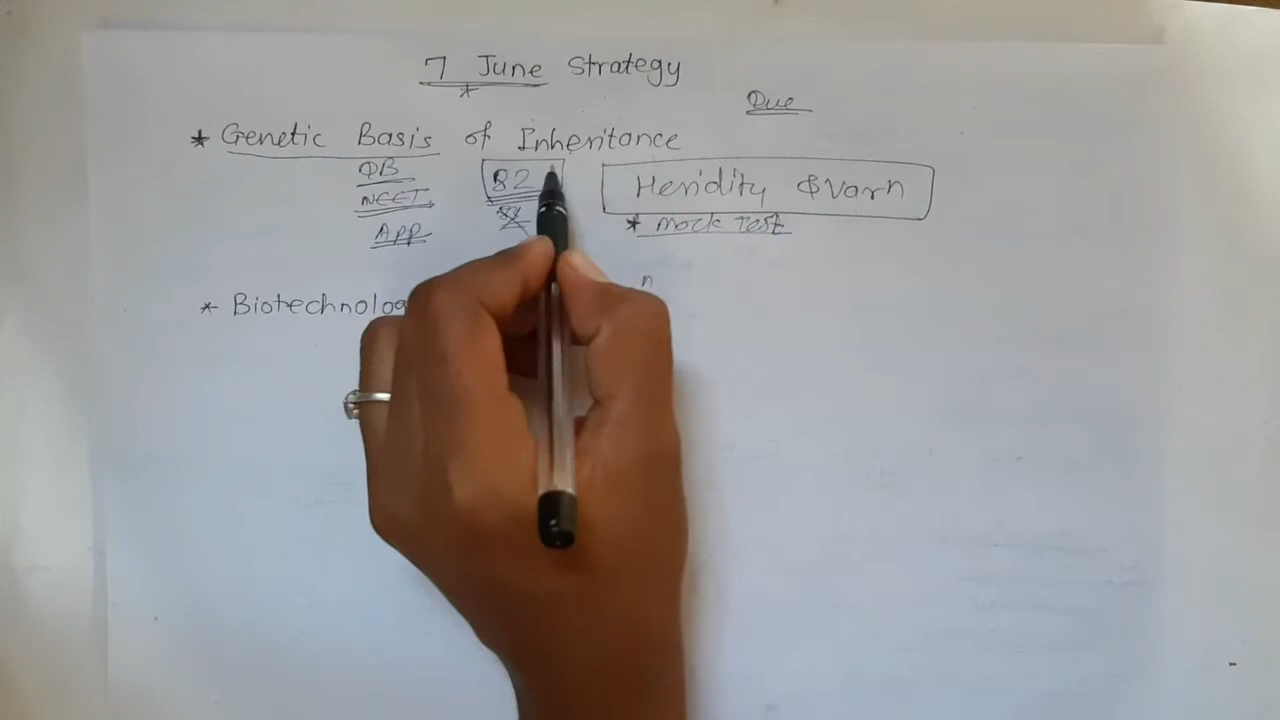 7 June Strategy
Due
* Genetic Basis of Inheritance
QB 82 Heridity & Varn
NEET
* Mock Test
APP
* Biotechnolog
n